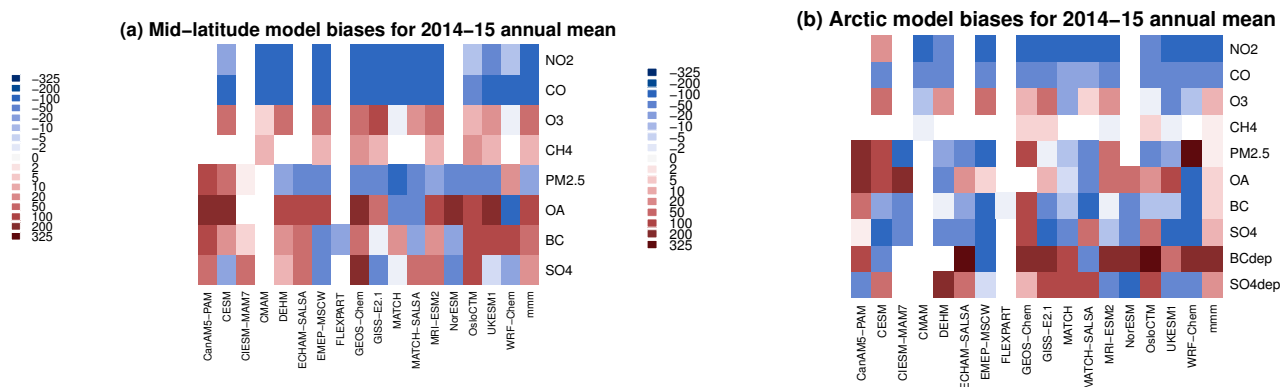 (a) Mid−latitude model biases for 2014−15 annual mean
−325
−200
−100
−50
−20
−10
−5
−2
0
2
5
10
20
50
100
200
325
NO2
CO
O3
CH4
PM2.5
OA
BC
SO4
CanAM5−PAM
CESM
CIESM−MAM7
CMAM
DEHM
ECHAM−SALSA
EMEP−MSCW
FLEXPART
GEOS−Chem
GISS−E2.1
MATCH
MATCH−SALSA
MRI−ESM2
NorESM
OsloCTM
UKESM1
WRF−Chem
mmm
(b) Arctic model biases for 2014−15 annual mean
−325
−200
−100
−50
−20
−10
−5
−2
0
2
5
10
20
50
100
200
325
NO2
CO
O3
CH4
PM2.5
OA
BC
SO4
BCdep
SO4dep
CanAM5−PAM
CESM
CIESM−MAM7
CMAM
DEHM
ECHAM−SALSA
EMEP−MSCW
FLEXPART
GEOS−Chem
GISS−E2.1
MATCH
MATCH−SALSA
MRI−ESM2
NorESM
OsloCTM
UKESM1
WRF−Chem
mmm